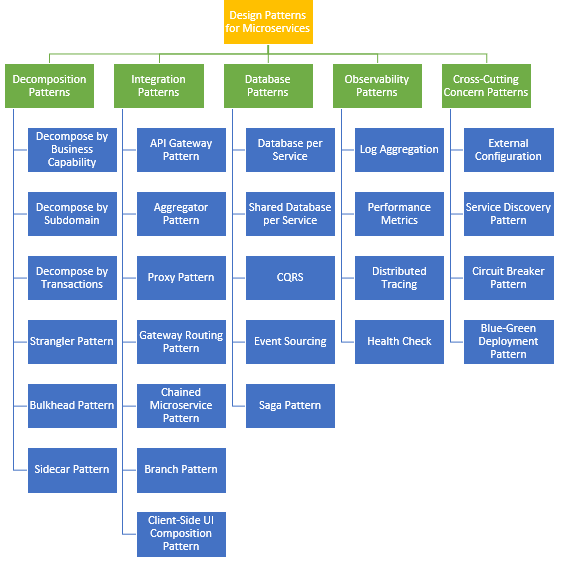 Design Patterns
for Microservices
Decomposition
Patterns
Decompose by
Business
Capability
Decompose by
Subdomain
Decompose by
Transactions
Strangler Pattern
Bulkhead Pattern
Sidecar Pattern
Integration
Patterns
API Gateway
Pattern
Aggregator
Pattern
Proxy Pattern
Gateway Routing
Pattern
Chained
Microservice
Pattern
Branch Pattern
Client-Side UI
Composition
Pattern
Database
Patterns
Database per
Service
Shared Database
per Service
CQRS
Event Sourcing
Saga Pattern
Observability
Patterns
Log Aggregation
Performance
Metrics
Distributed
Tracing
Health Check
Cross-Cutting
Concern Patterns
External
Configuration
Service Discovery
Pattern
Circuit Breaker
Pattern
Blue-Green
Deployment
Pattern